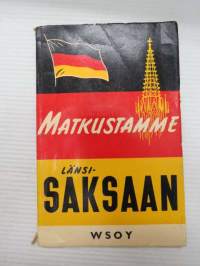 MATKUSTAMME
LÄNSI-
SAKSAAN
WSOY